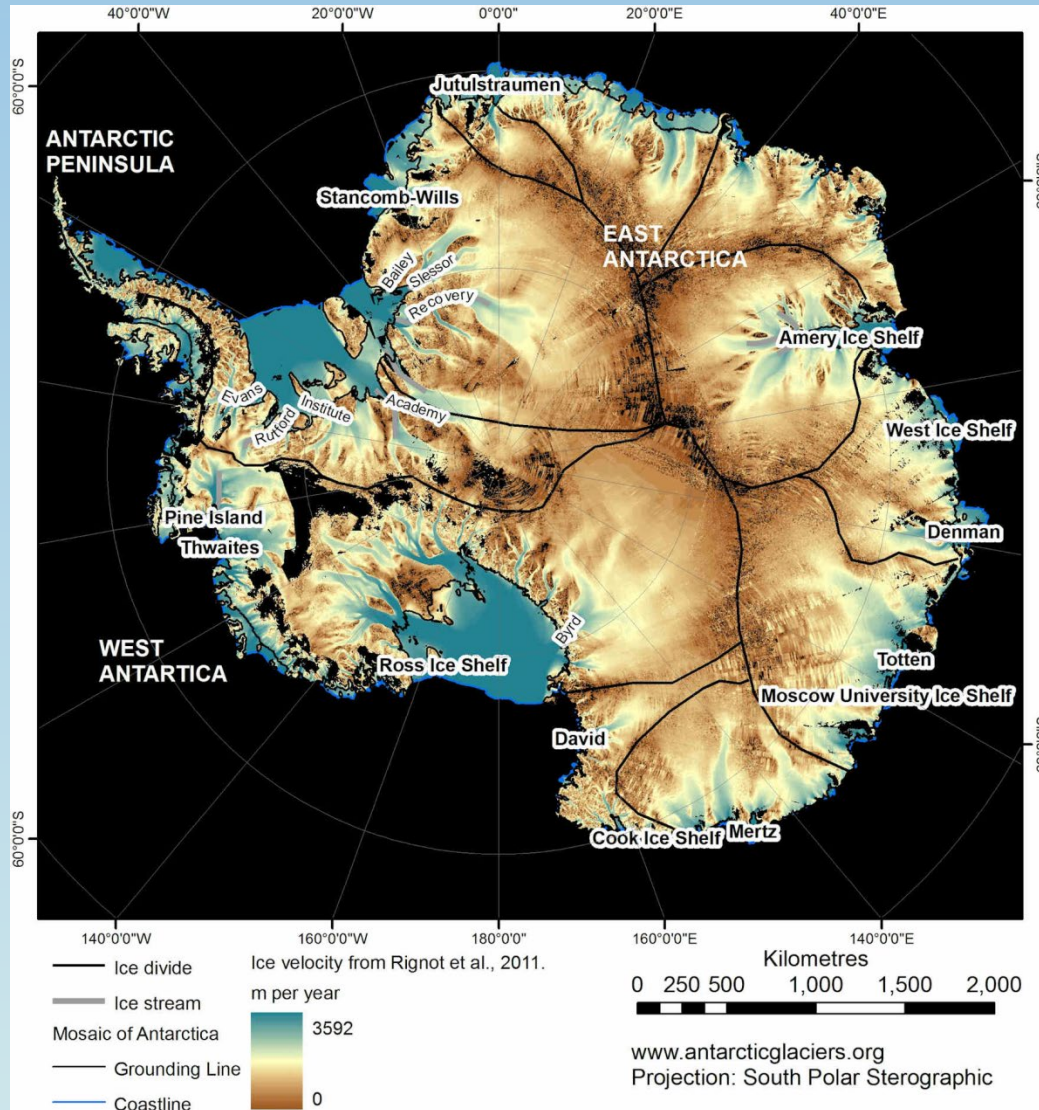 40°0'0"W
20°0'0"W
0°0'0"
20°0'0"E
40°0'0"E
60°0'0"S
Jutulstraumen
ANTARCTIC
PENINSULA
Stancomb-Wills
EAST
ANTARCTICA
Bailey
Slessor
Recovery
Amery Ice Shelf
Evans
Rutford
Institute
Academy
West Ice Shelf
Pine Island
Thwaites
Denman
Byrd
WEST
ANTARTICA
Ross Ice Shelf
Totten
Moscow University Ice Shelf
David
Cook Ice Shelf
Mertz
60°0'0"S
140°0'0"W
160°0'0"W
180°0'0"
160°0'0"E
140°0'0"E
Ice divide
Ice stream
Mosaic of Antarctica
Grounding Line
Coastline
Ice velocity from Rignot et al., 2011.
m per year
3592
0
Kilometres
0 250 500 1,000 1,500 2,000
www.antarcticglaciers.org
Projection: South Polar Sterographic